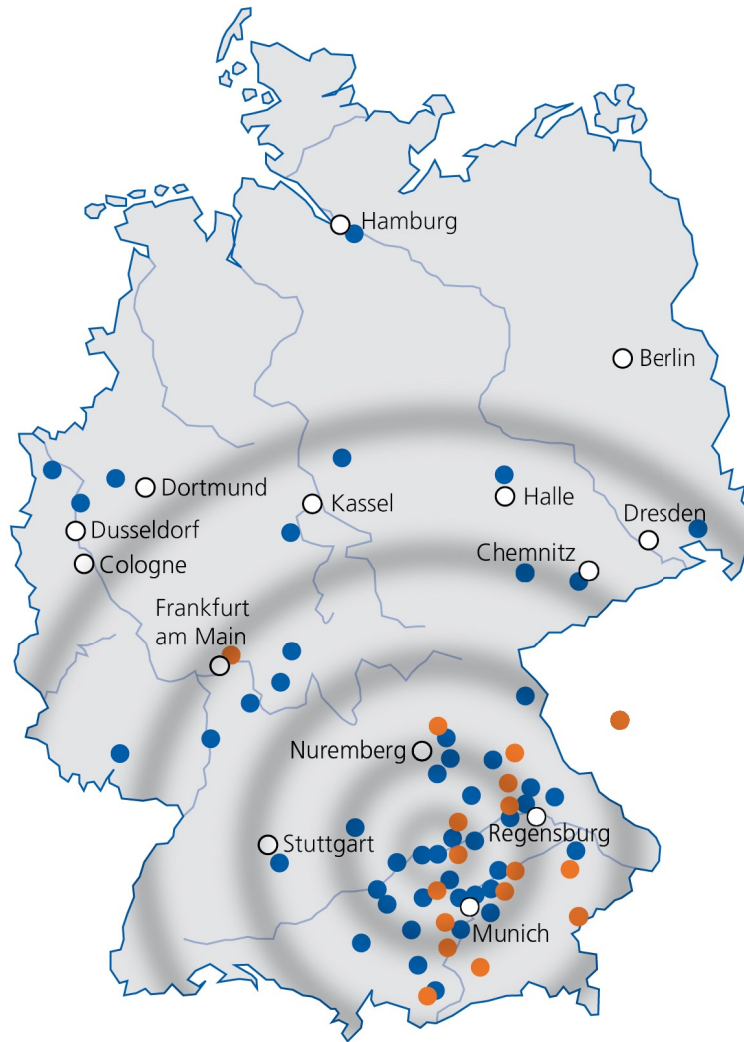 Hamburg
Berlin
Dortmund
Kassel
Halle
Dusseldorf
Dresden
Cologne
Chemnitz
Frankfurt
am Main
Nuremberg
Regensburg
Stuttgart
Munich